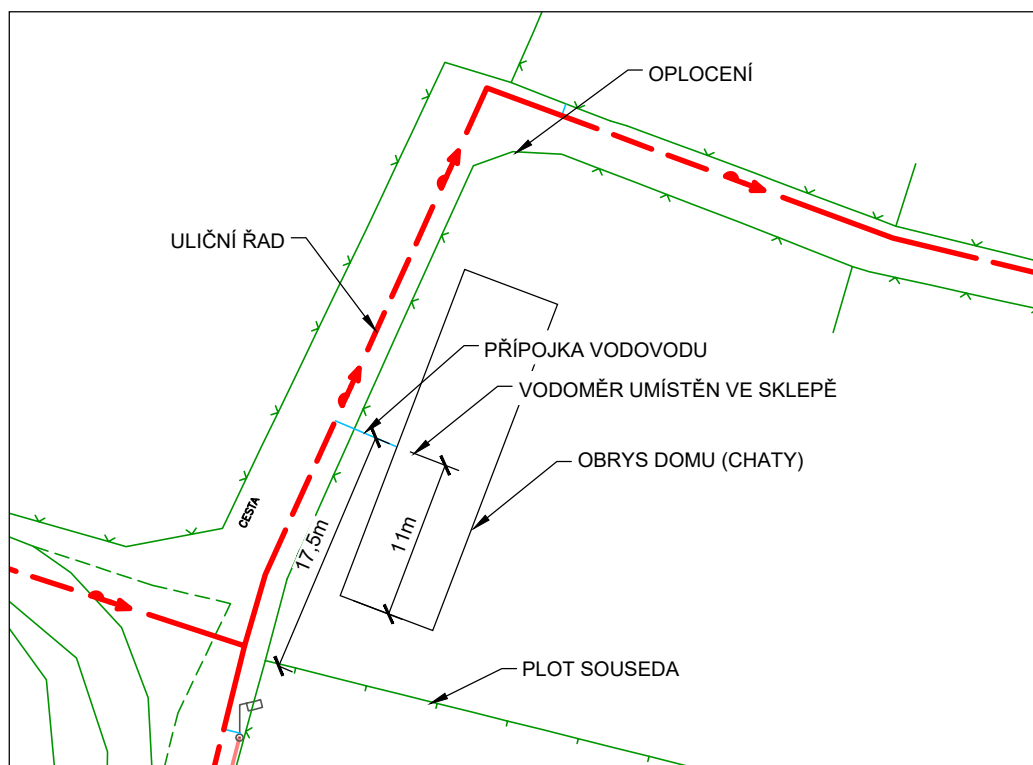 OPLOCENÍ
ULIČNÍ ŘAD
PŘÍPOJKA VODOVODU
VODOMĚR UMÍSTĚN VE SKLEPĚ
OBRYS DOMU (CHATY)
CESTA
17,5m
11m
PLOT SOUSEDA